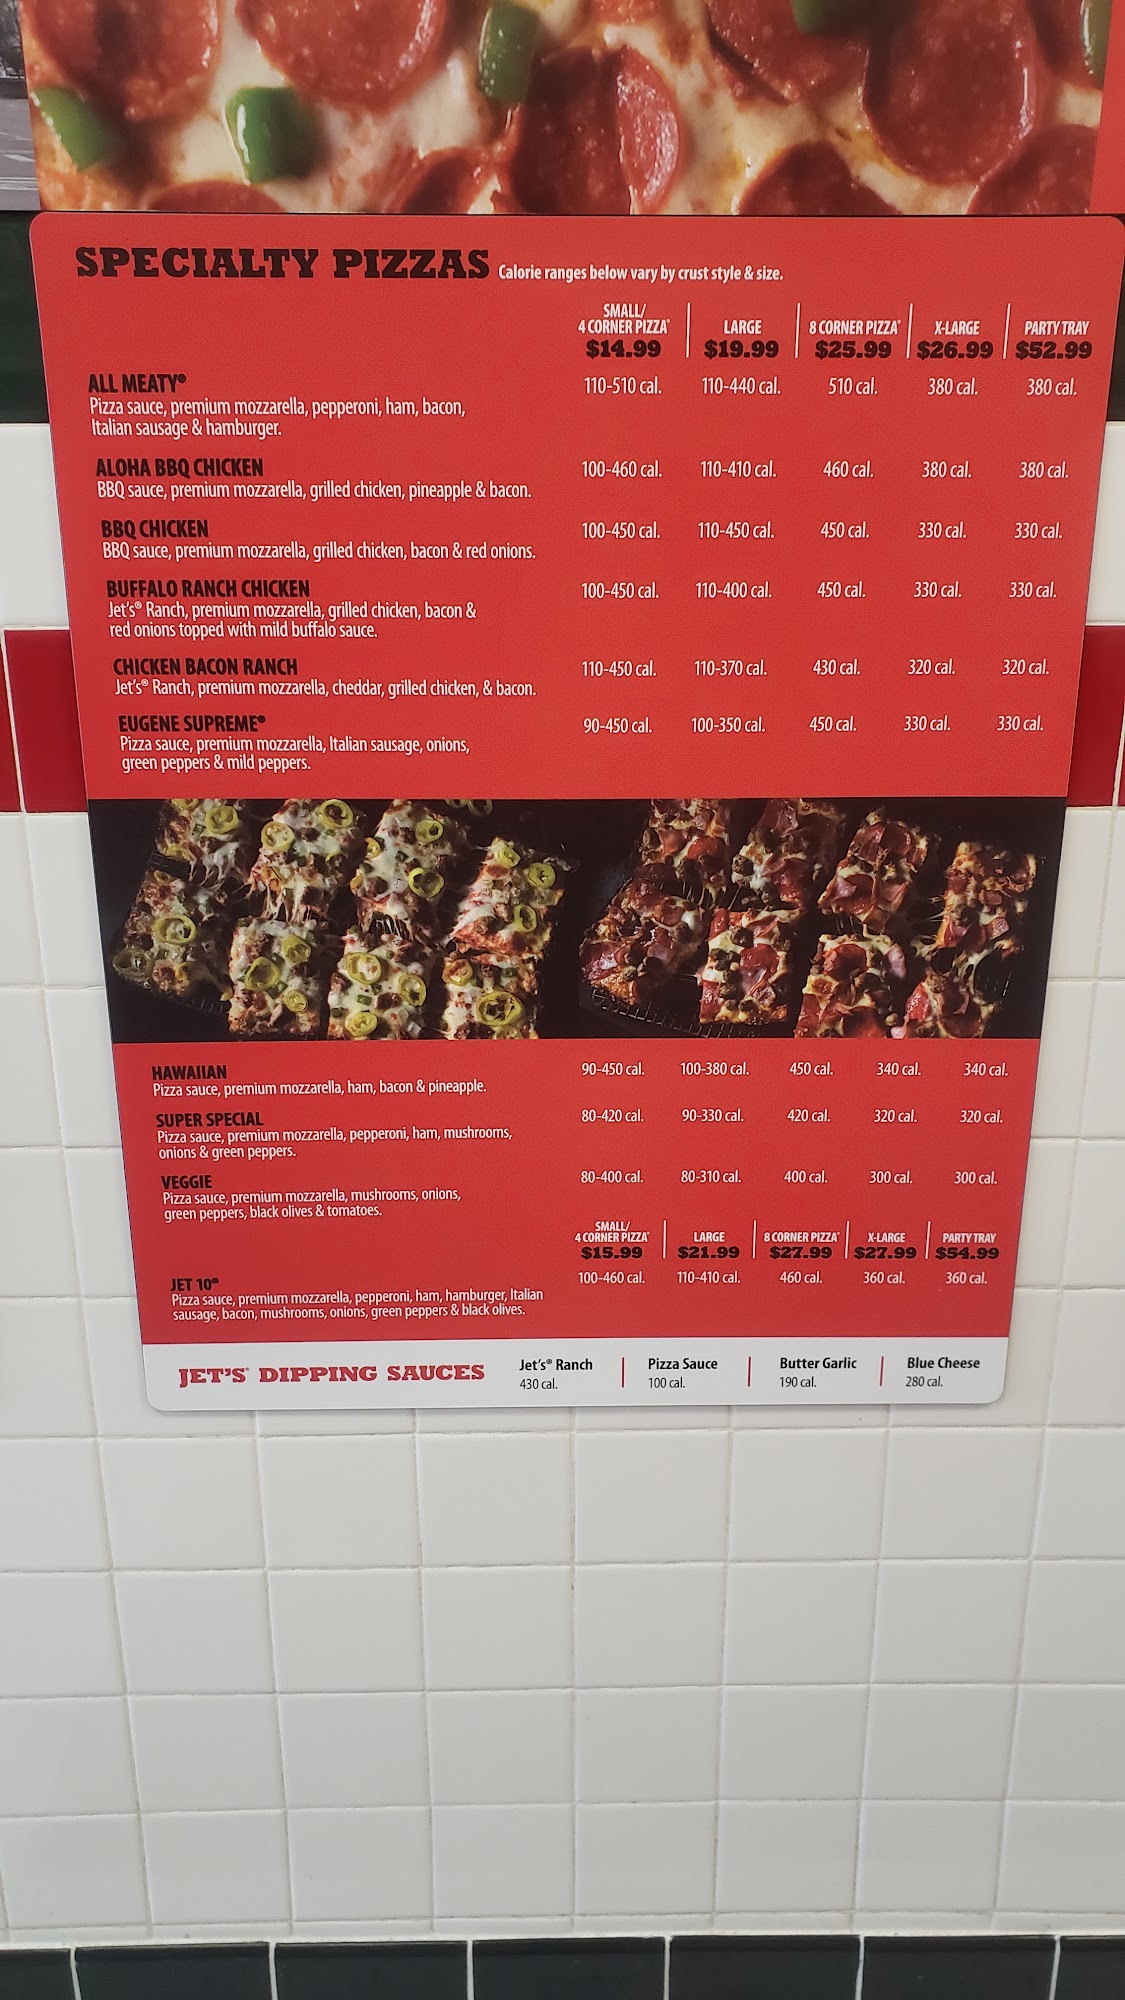 SPECIALTY PIZZAS Calorie ranges below vary by crust style & size.
SMALL/
4 CORNER PIZZA® LARGE 8 CORNER PIZZA® X-LARGE PARTY TRAY
$14.99 $19.99 $25.99 $26.99 $52.99
ALL MEATY® 110-510 cal. 110-440 cal. 510 cal. 380 cal. 380 cal.
Pizza sauce, premium mozzarella, pepperoni, ham, bacon,
Italian sausage & hamburger.
ALOHA BBQ CHICKEN 100-460 cal. 110-410 cal. 460 cal. 380 cal. 380 cal.
BBQ sauce, premium mozzarella, grilled chicken, pineapple & bacon.
BBQ CHICKEN 100-450 cal. 110-450 cal. 450 cal. 330 cal. 330 cal.
BBQ sauce, premium mozzarella, grilled chicken, bacon & red onions.
BUFFALO RANCH CHICKEN 100-450 cal. 110-400 cal. 450 cal. 330 cal. 330 cal.
Jet's® Ranch, premium mozzarella, grilled chicken, bacon &
red onions topped with mild buffalo sauce.
CHICKEN BACON RANCH 110-450 cal. 110-370 cal. 430 cal. 320 cal. 320 cal.
Jet's® Ranch, premium mozzarella, cheddar, grilled chicken, & bacon.
EUGENE SUPREME® 90-450 cal. 100-350 cal. 450 cal. 330 cal. 330 cal.
Pizza sauce, premium mozzarella, Italian sausage, onions,
green peppers & mild peppers.
HAWAIIAN 90-450 cal. 100-380 cal. 450 cal. 340 cal. 340 cal.
Pizza sauce, premium mozzarella, ham, bacon & pineapple.
SUPER SPECIAL 80-420 cal. 90-330 cal. 420 cal. 320 cal. 320 cal.
Pizza sauce, premium mozzarella, pepperoni, ham, mushrooms,
onions & green peppers.
VEGGIE 80-400 cal. 80-310 cal. 400 cal. 300 cal. 300 cal.
Pizza sauce, premium mozzarella, mushrooms, onions,
green peppers, black olives & tomatoes.
SMALL/
4 CORNER PIZZA® LARGE 8 CORNER PIZZA® X-LARGE PARTY TRAY
$15.99 $21.99 $27.99 $27.99 $54.99
JET 10® 100-460 cal. 110-410 cal. 460 cal. 360 cal. 360 cal.
Pizza sauce, premium mozzarella, pepperoni, ham, hamburger, Italian
sausage, bacon, mushrooms, onions, green peppers & black olives.
JET'S® DIPPING SAUCES Jet's® Ranch Pizza Sauce Butter Garlic Blue Cheese
430 cal. 100 cal. 190 cal. 280 cal.